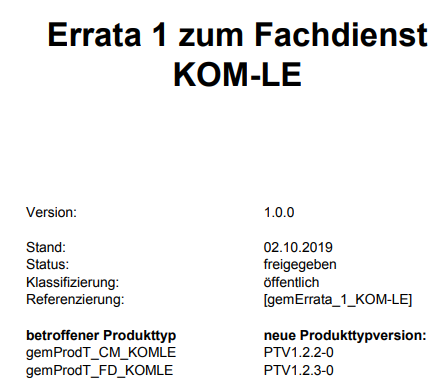 Errata 1 zum Fachdienst
KOM-LE
Version: 1.0.0
Stand: 02.10.2019
Status: freigegeben
Klassifizierung: öffentlich
Referenzierung: [gemErrata_1_KOM-LE]
betroffener Produkttyp neue Produkttypversion:
gemProdT_CM_KOMLE PTV1.2.2-0
gemProdT_FD_KOMLE PTV1.2.3-0